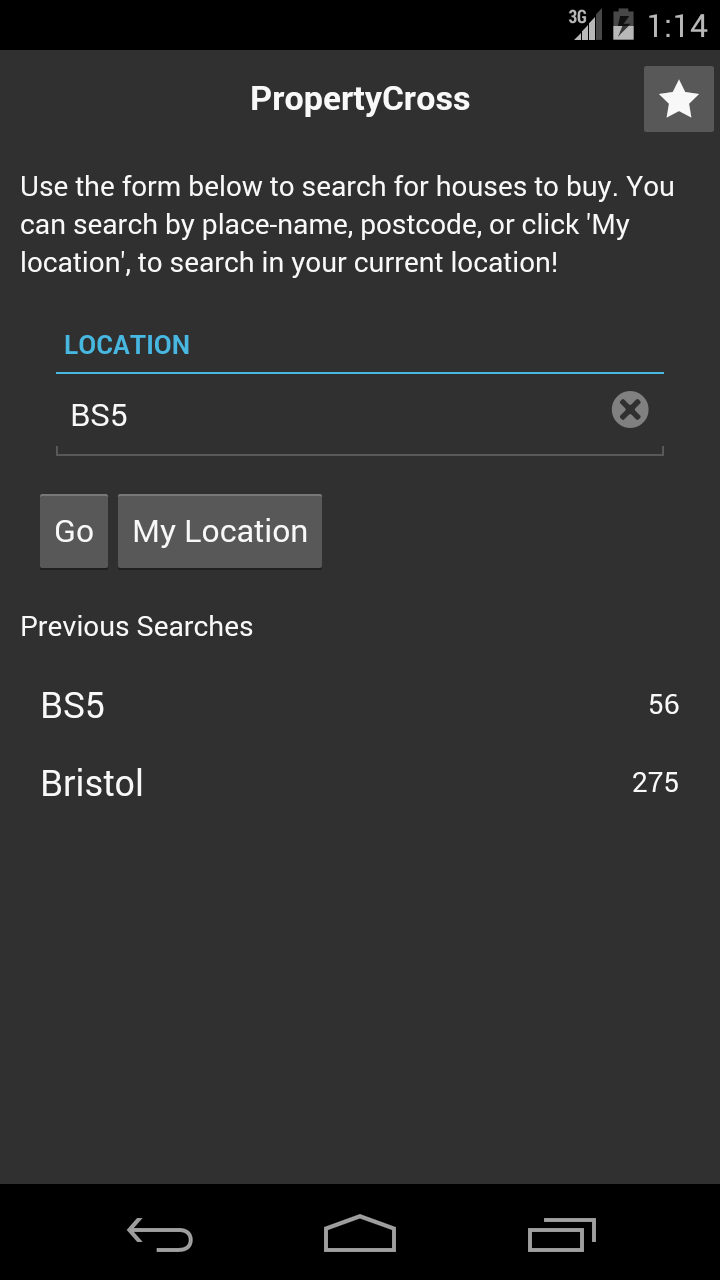 3G 1:14
PropertyCross
Use the form below to search for houses to buy. You
can search by place-name, postcode, or click 'My
location', to search in your current location!
LOCATION
BS5
Go My Location
Previous Searches
BS5 56
Bristol 275